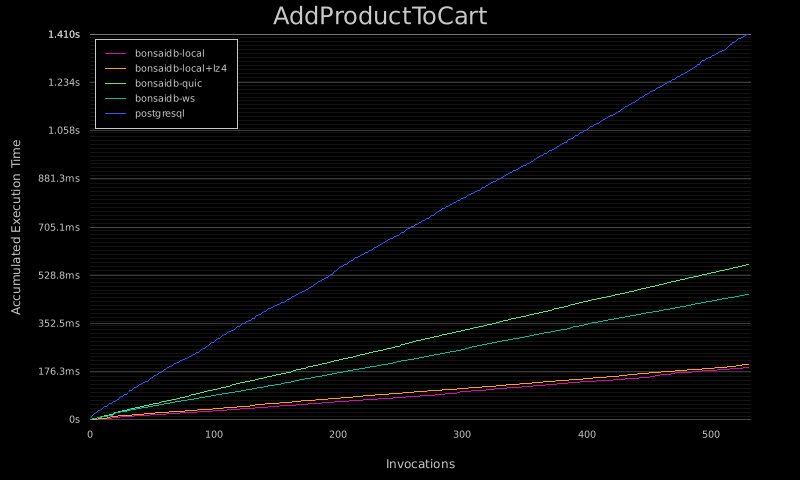 AddProductToCart
1.410s
1.234s
1.058s
881.3ms
705.1ms
528.8ms
352.5ms
176.3ms
0s
Accumulated Execution Time
bonsaidb-local
bonsaidb-local+lz4
bonsaidb-quic
bonsaidb-ws
postgresql
0 100 200 300 400 500
Invocations